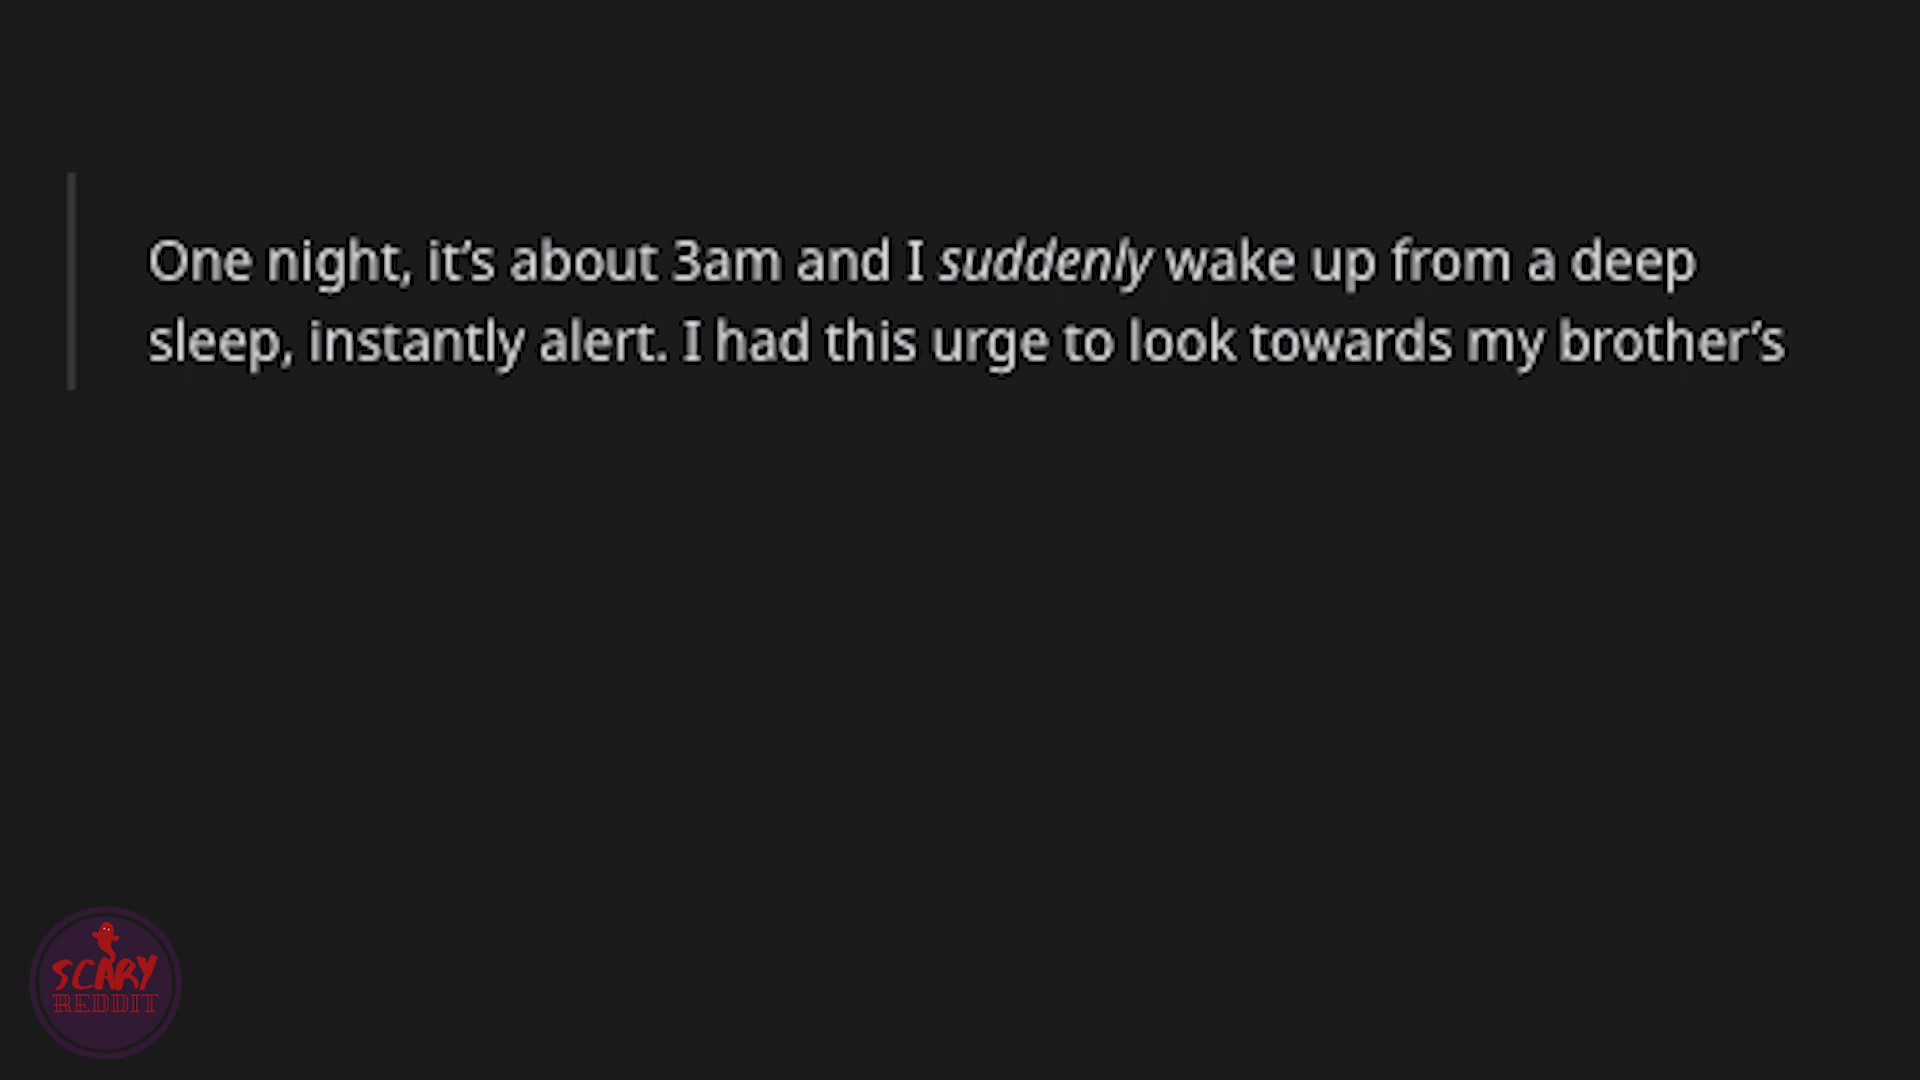 One night, it’s about 3am and I suddenly wake up from a deep
sleep, instantly alert. I had this urge to look towards my brother’s
SCARY
REDDIT